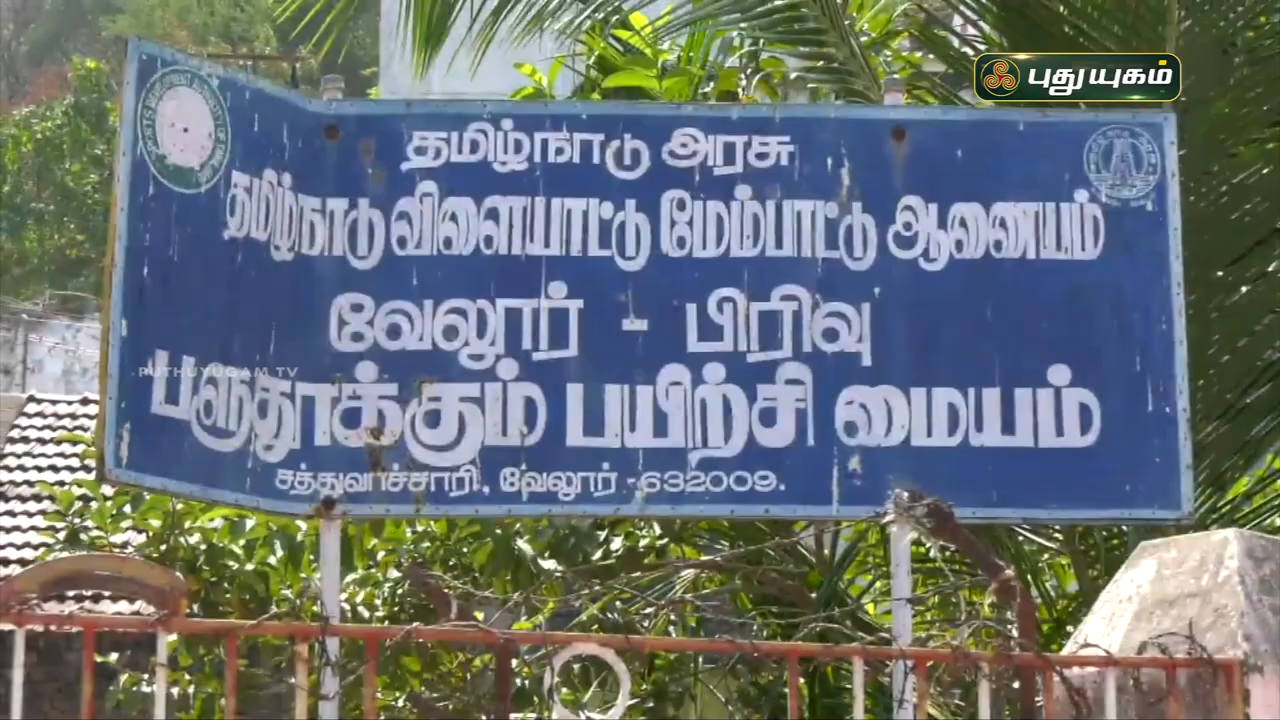 புதுயுகம்
தமிழ்நாடு அரசு
தமிழ்நாடு விளையாட்டு மேம்பாட்டு ஆணையம்
வேலூர் - பிரிவு
PUTHUYUGAM TV
பளுதூக்கும் பயிற்சி மையம்
சத்துவாச்சாரி, வேலூர் -632009.